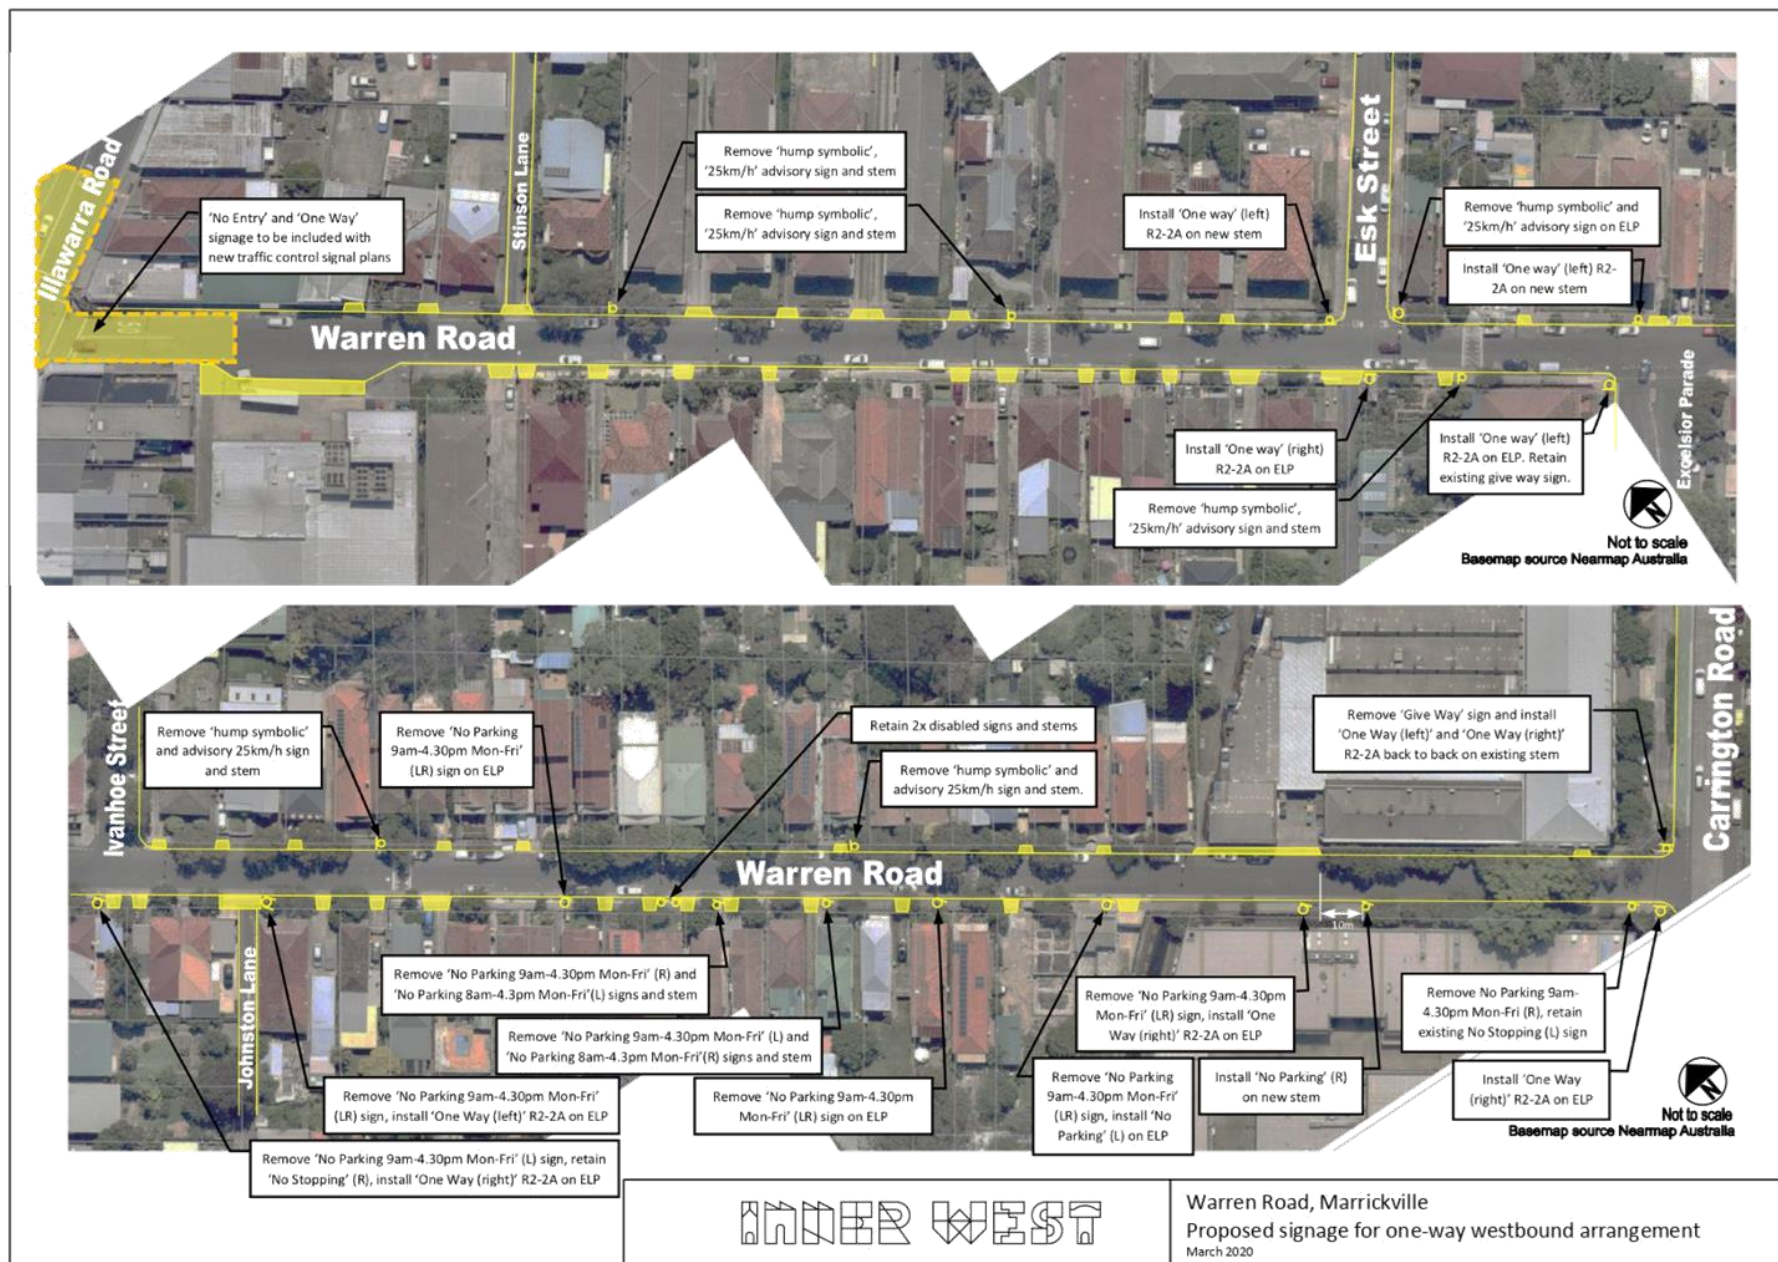 Illawarra Road
'No Entry' and 'One Way'
signage to be included with
new traffic control signal plans
Stinson Lane
Remove 'hump symbolic',
'25km/h' advisory sign and stem
Remove 'hump symbolic',
'25km/h' advisory sign and stem
Install 'One way' (left)
R2-2A on new stem
Esk Street
Remove 'hump symbolic' and
'25km/h' advisory sign on ELP
Install 'One way' (left) R2-
2A on new stem
50
Warren Road
Excelsior Parade
Install 'One way' (right)
R2-2A on ELP
Install 'One way' (left)
R2-2A on ELP. Retain
existing give way sign.
Remove 'hump symbolic',
'25km/h' advisory sign and stem
N
Not to scale
Basemap source Nearmap Australia
Ivanhoe Street
Remove 'hump symbolic'
and advisory 25km/h sign
and stem
Remove 'No Parking
9am-4.30pm Mon-Fri'
(LR) sign on ELP
Retain 2x disabled signs and stems
Remove 'hump symbolic' and
advisory 25km/h sign and stem.
Remove 'Give Way' sign and install
'One Way (left)' and 'One Way (right)'
R2-2A back to back on existing stem
Carrington Road
Warren Road
10m
Johnston Lane
Remove 'No Parking 9am-4.30pm Mon-Fri' (R) and
'No Parking 8am-4.3pm Mon-Fri'(L) signs and stem
Remove 'No Parking 9am-4.30pm Mon-Fri' (L) and
'No Parking 8am-4.3pm Mon-Fri'(R) signs and stem
Remove 'No Parking 9am-4.30pm
Mon-Fri' (LR) sign, install 'One
Way (right)' R2-2A on ELP
Remove No Parking 9am-
4.30pm Mon-Fri (R), retain
existing No Stopping (L) sign
Remove 'No Parking 9am-4.30pm Mon-Fri'
(LR) sign, install 'One Way (left)' R2-2A on ELP
Remove 'No Parking 9am-4.30pm
Mon-Fri' (LR) sign on ELP
Remove 'No Parking
9am-4.30pm Mon-Fri'
(LR) sign, install 'No
Parking' (L) on ELP
Install 'No Parking' (R)
on new stem
Install 'One Way
(right)' R2-2A on ELP
Remove 'No Parking 9am-4.30pm Mon-Fri' (L) sign, retain
'No Stopping' (R), install 'One Way (right)' R2-2A on ELP
N
Not to scale
Basemap source Nearmap Australia
INNER WEST
Warren Road, Marrickville
Proposed signage for one-way westbound arrangement
March 2020